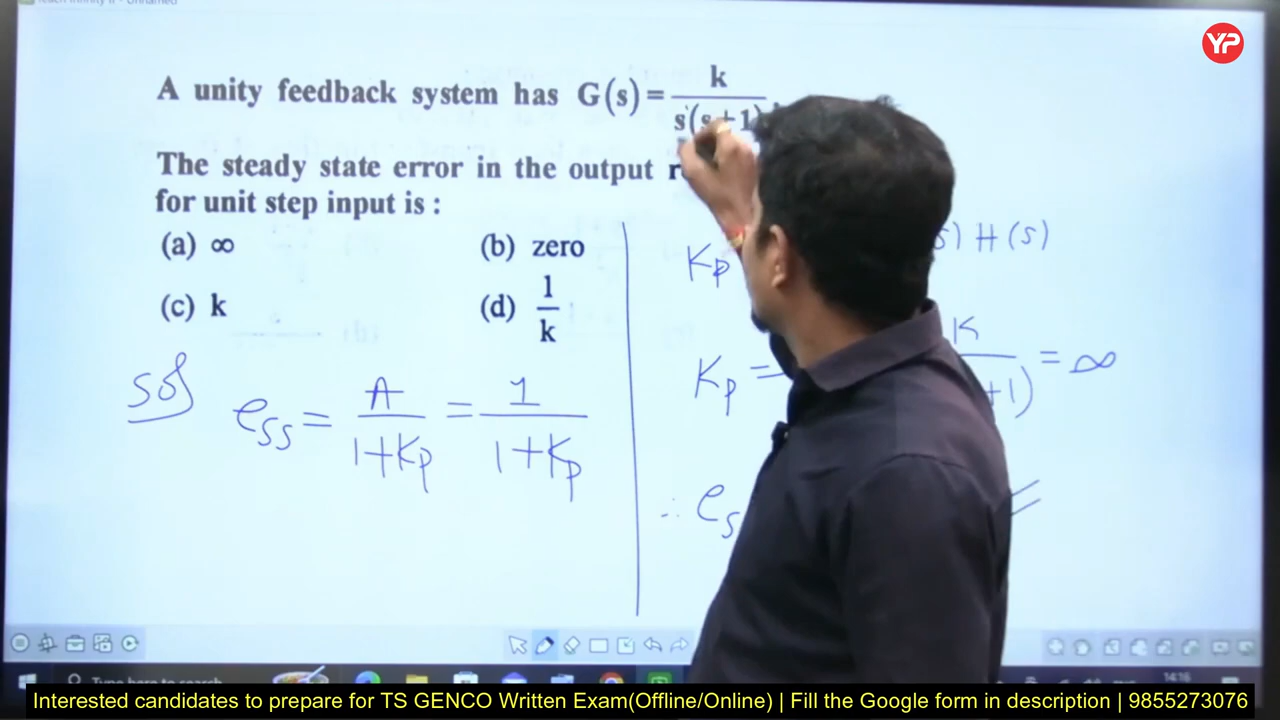 YP
A unity feedback system has G(s) = k / s(s+1)
The steady state error in the output
for unit step input is :
(a) ∞ (b) zero
(c) k (d) 1/k
Sol
ess = A/1+Kp = 1/1+Kp
Kp H(s)
Kp = K +1) = ∞
∴ es =
Interested candidates to prepare for TS GENCO Written Exam(Offline/Online) | Fill the Google form in description | 9855273076